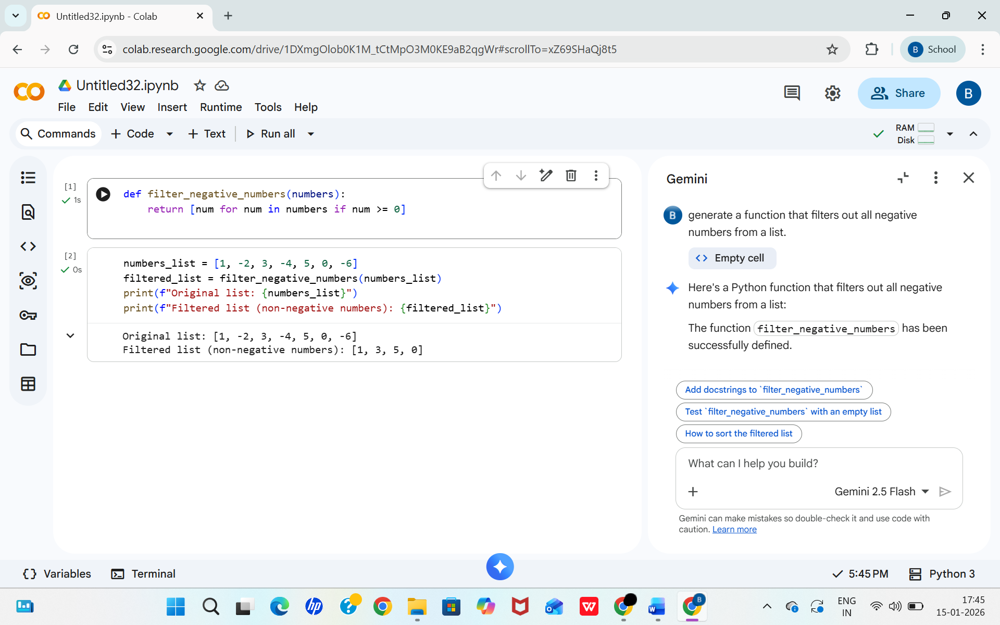 Untitled32.ipynb - Colab
colab.research.google.com/drive/1DXmgOlob0K1M_tCtMpO3M0KE9aB2qgWr#scrollTo=xZ69SHaQj8t5
B School
Untitled32.ipynb
File Edit View Insert Runtime Tools Help
Share
B
Commands + Code + Text Run all
RAM
Disk
[1]
1s
def filter_negative_numbers(numbers):
    return [num for num in numbers if num >= 0]
[2]
0s
numbers_list = [1, -2, 3, -4, 5, 0, -6]
filtered_list = filter_negative_numbers(numbers_list)
print(f"Original list: {numbers_list}")
print(f"Filtered list (non-negative numbers): {filtered_list}")
Original list: [1, -2, 3, -4, 5, 0, -6]
Filtered list (non-negative numbers): [1, 3, 5, 0]
Gemini
B generate a function that filters out all negative
numbers from a list.
<> Empty cell
Here's a Python function that filters out all negative
numbers from a list:
The function filter_negative_numbers has been
successfully defined.
Add docstrings to `filter_negative_numbers`
Test `filter_negative_numbers` with an empty list
How to sort the filtered list
What can I help you build?
Gemini 2.5 Flash
Gemini can make mistakes so double-check it and use code with
caution. Learn more
{} Variables Terminal
5:45 PM Python 3
hp
B
W
ENG
IN
17:45
15-01-2026